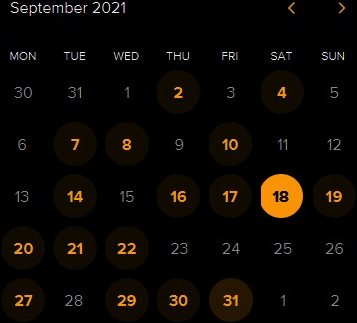 September 2021
MON TUE WED THU FRI SAT SUN
30 31 1 2 3 4 5
6 7 8 9 10 11 12
13 14 15 16 17 18 19
20 21 22 23 24 25 26
27 28 29 30 31 1 2